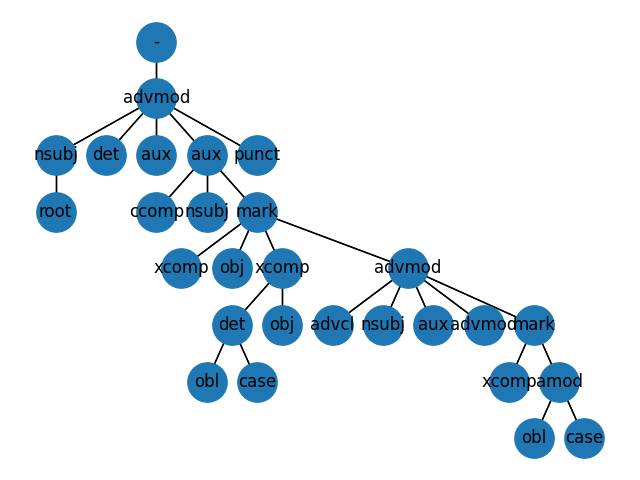 -
advmod
nsubj det aux aux punct
root ccomp nsubj mark
xcomp obj xcomp advmod
det obj advcl nsubj aux advmod mark
obl case xcomp amod
obl case